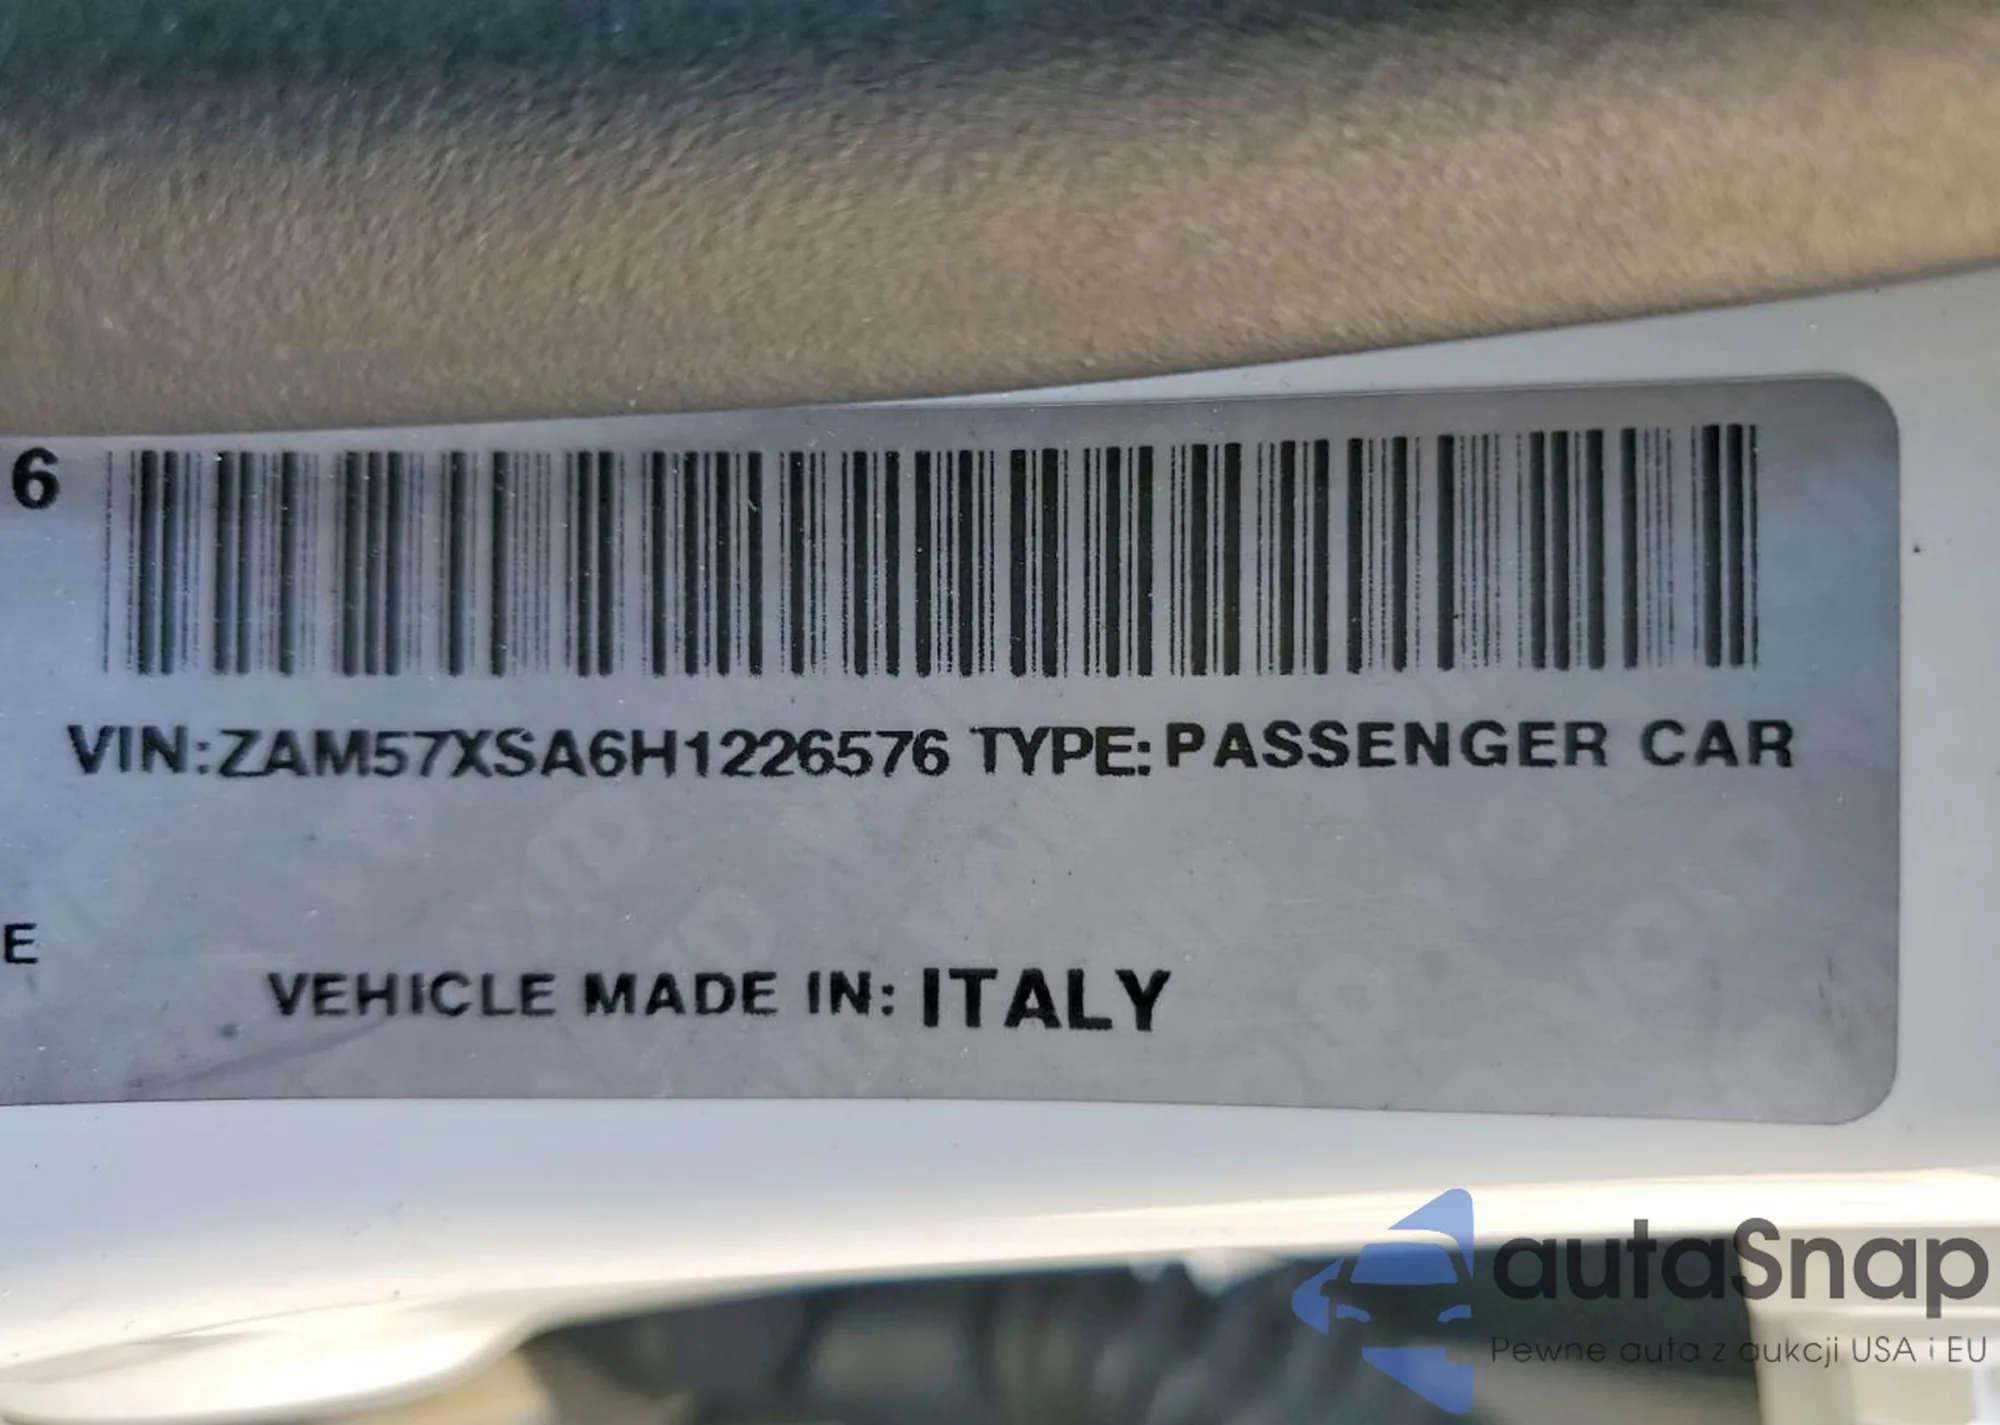 6
VIN:ZAM57XSA6H1226576 TYPE: PASSENGER CAR
E
VEHICLE MADE IN: ITALY
autaSnap
Pewne auta z aukcji USA i EU